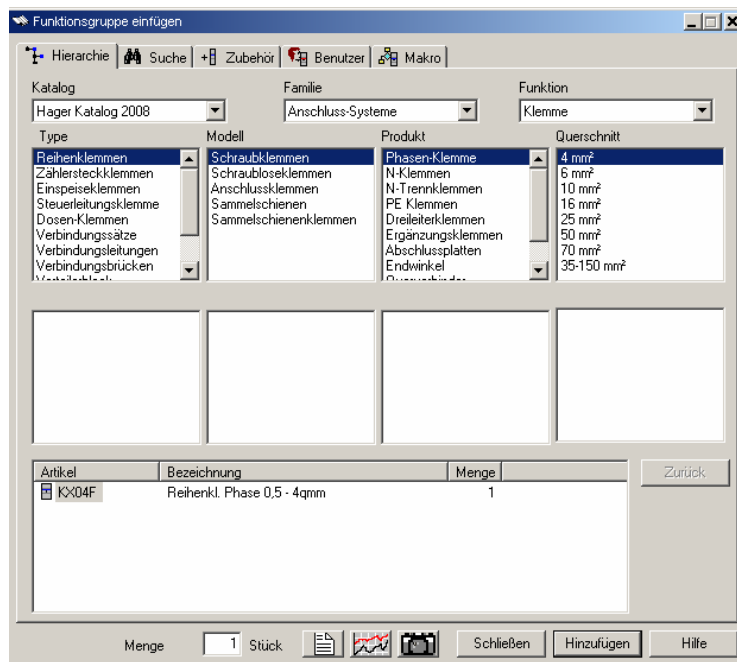 Funktionsgruppe einfügen
Hierarchie Suche Zubehör Benutzer Makro
Katalog Familie Funktion
Hager Katalog 2008 Anschluss-Systeme Klemme
Type Modell Produkt Querschnitt
Reihenklemmen Schraubklemmen Phasen-Klemme 4 mm²
Zählersteckklemmen Schraubloseklemmen N-Klemmen 6 mm²
Einspeiseklemmen Anschlussklemmen N-Trennklemmen 10 mm²
Steuerleitungsklemme Sammelschienen PE Klemmen 16 mm²
Dosen-Klemmen Sammelschienenklemmen Dreileiterklemmen 25 mm²
Verbindungssätze Ergänzungsklemmen 50 mm²
Verbindungsleitungen Abschlussplatten 70 mm²
Verbindungsbrücken Endwinkel 35-150 mm²
Artikel Bezeichnung Menge Zurück
KX04F Reihenkl. Phase 0,5 - 4qmm 1
Menge 1 Stück Schließen Hinzufügen Hilfe